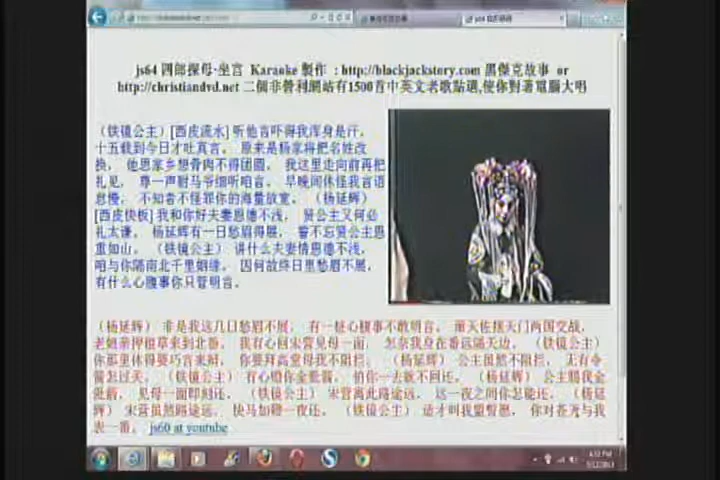 js64 四郎探母-坐宫 Karaoke 製作 : http://blackjackstory.com 黑傑克故事 or
http://christiandvd.net 二個非營利網站有1500首中英文老歌點選,使你對著電腦大唱
(铁镜公主) [西皮流水] 听他言吓得我浑身是汗,
十五载到今日才吐真言。 原来是杨家将把名姓改
换, 他思家乡想骨肉不得团圆。 我这里走向前再把
礼见, 尊一声驸马爷细听咱言。 早晚间休怪我言语
怠慢, 不知者不怪罪你的海量放宽。 (杨延辉)
[西皮快板] 我和你好夫妻恩德不浅, 贤公主又何必
礼太谦。 杨延辉有一日愁眉得展, 誓不忘贤公主恩
重如山。 (铁镜公主) 讲什么夫妻情恩德不浅,
咱与你隔南北千里姻缘。 因何故终日里愁眉不展,
有什么心腹事你只管明言。
(杨延辉) 非是我这几日愁眉不展, 有一桩心腹事不敢明言。 萧天佐摆天门两国交战,
老娘亲押粮草来到北番。 我有心回宋营见母一面, 怎奈我身在番远隔天边。 (铁镜公主)
你那里休得要巧言来辩, 你要拜高堂母我不阻拦。 (杨延辉) 公主虽然不阻拦, 无有令
箭怎过关。 (铁镜公主) 有心赠你金鈚箭, 怕你一去就不回还。 (杨延辉) 公主赐我金
鈚箭, 见母一面即刻还。 (铁镜公主) 宋营离此路途远, 这一夜之间你怎能还。 (杨延
辉) 宋营虽然路途远, 快马加鞭一夜还。 (铁镜公主) 适才叫我盟誓愿, 你对苍天与我
表一番。 js60 at youtube